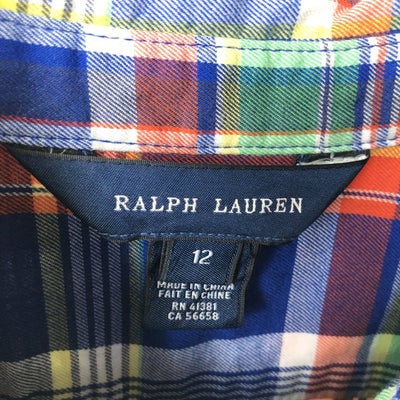 RALPH LAUREN
12
MADE IN CHINA
FAIT EN CHINE
RN 41381
CA 56658